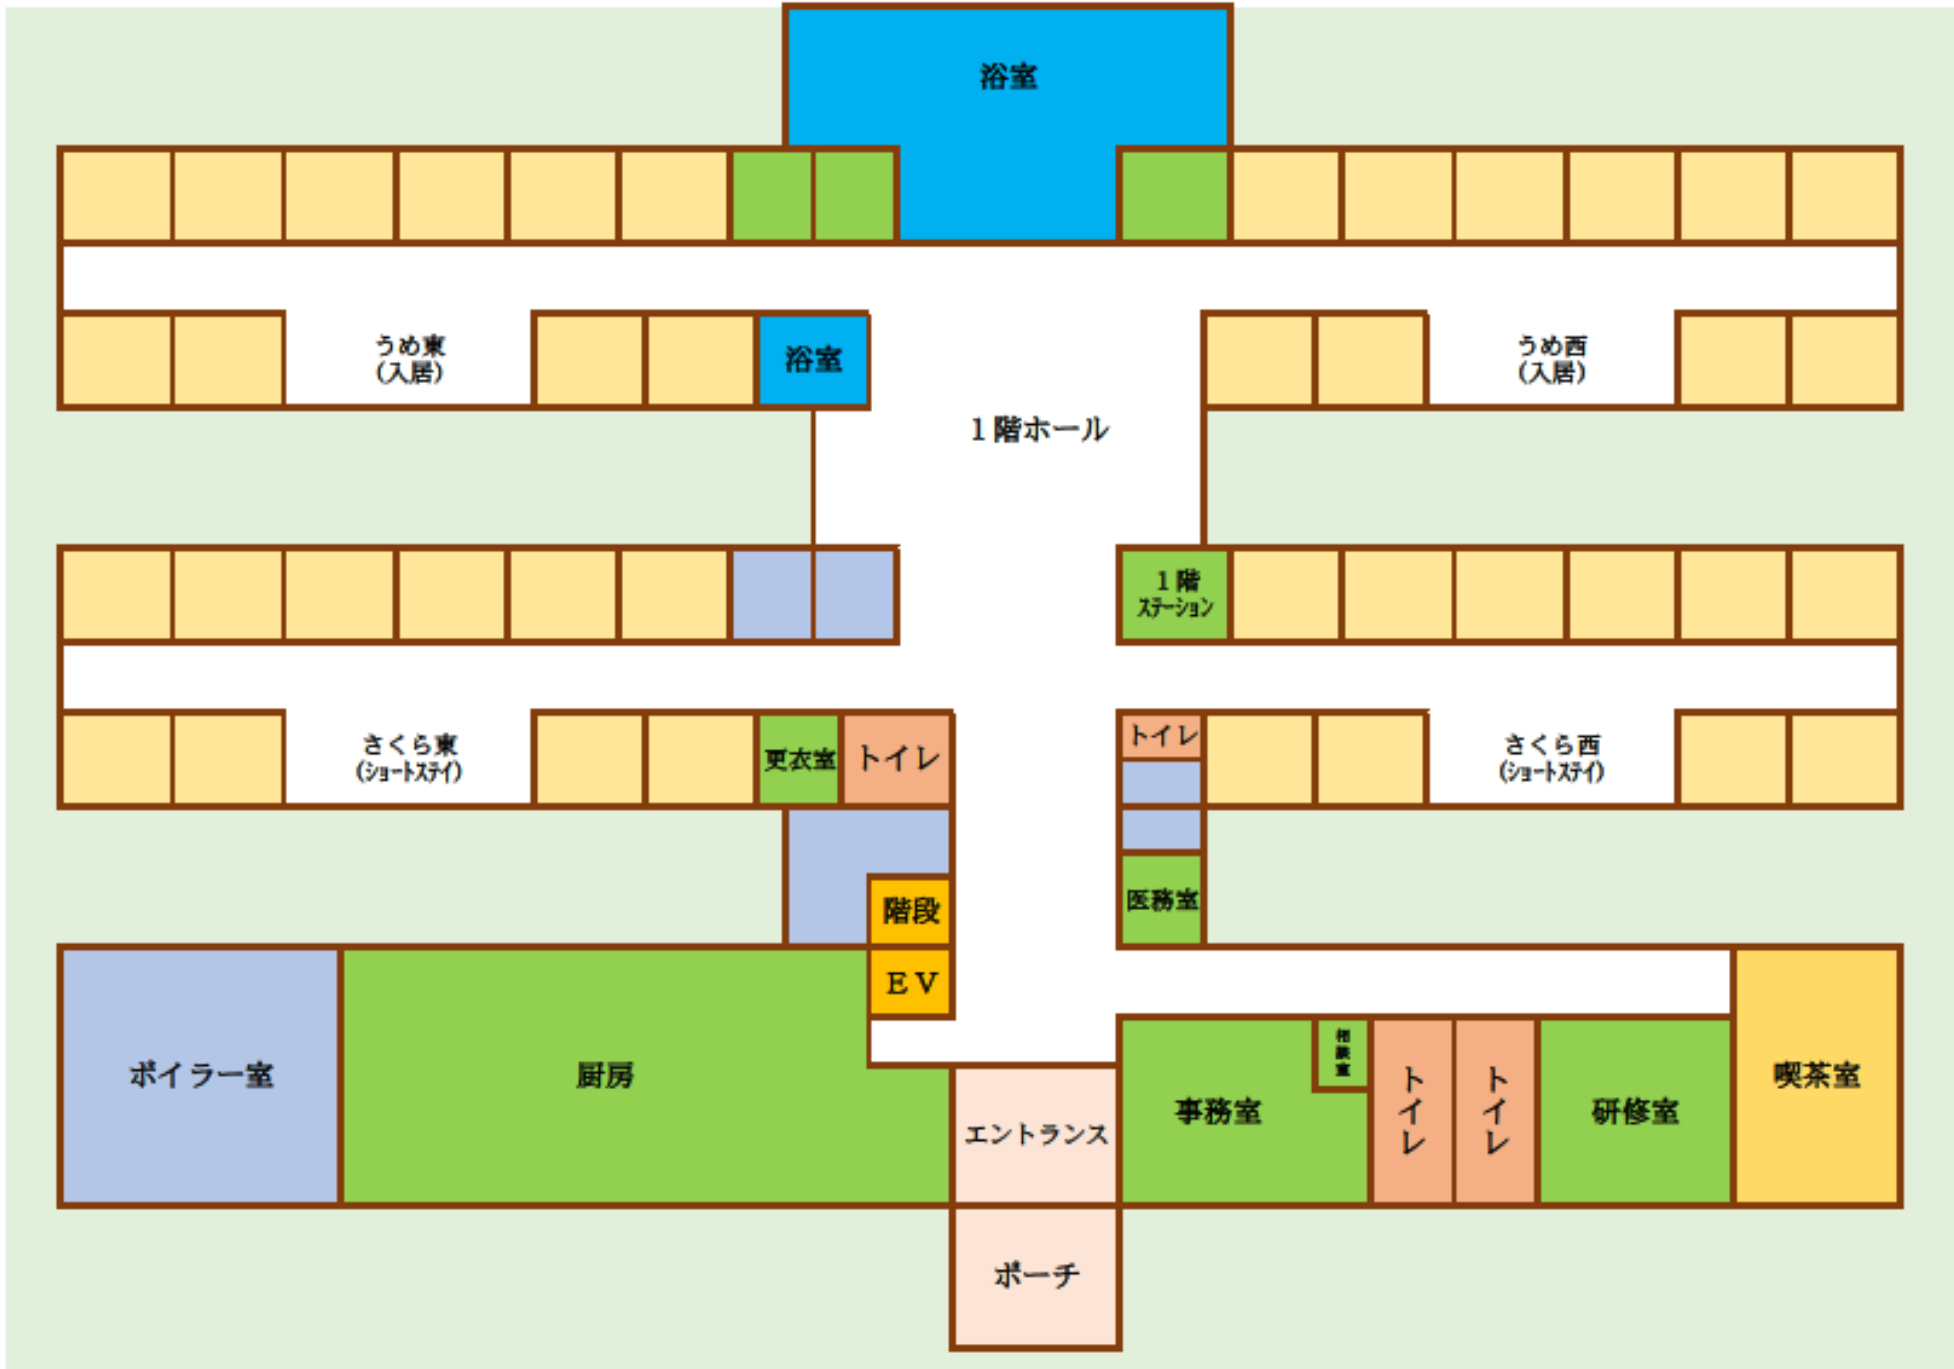 浴室
うめ東
(入居)
浴室
うめ西
(入居)
1階ホール
1階
ステーション
さくら東
(ショートステイ)
更衣室
トイレ
トイレ
さくら西
(ショートステイ)
医務室
階段
EV
ボイラー室
厨房
エントランス
事務室
相談室
トイレ
トイレ
研修室
喫茶室
ポーチ